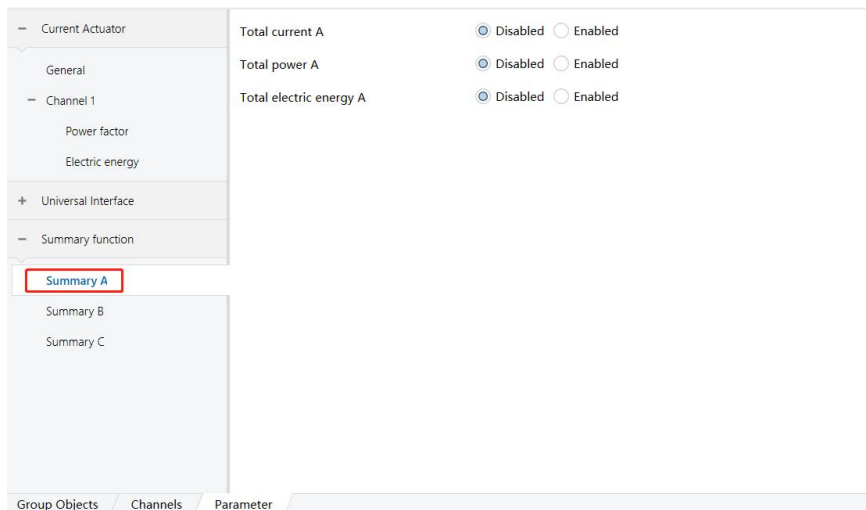 Current Actuator
General
Channel 1
Power factor
Electric energy
Universal Interface
Summary function
Summary A
Summary B
Summary C
Total current A Disabled Enabled
Total power A Disabled Enabled
Total electric energy A Disabled Enabled
Group Objects Channels Parameter